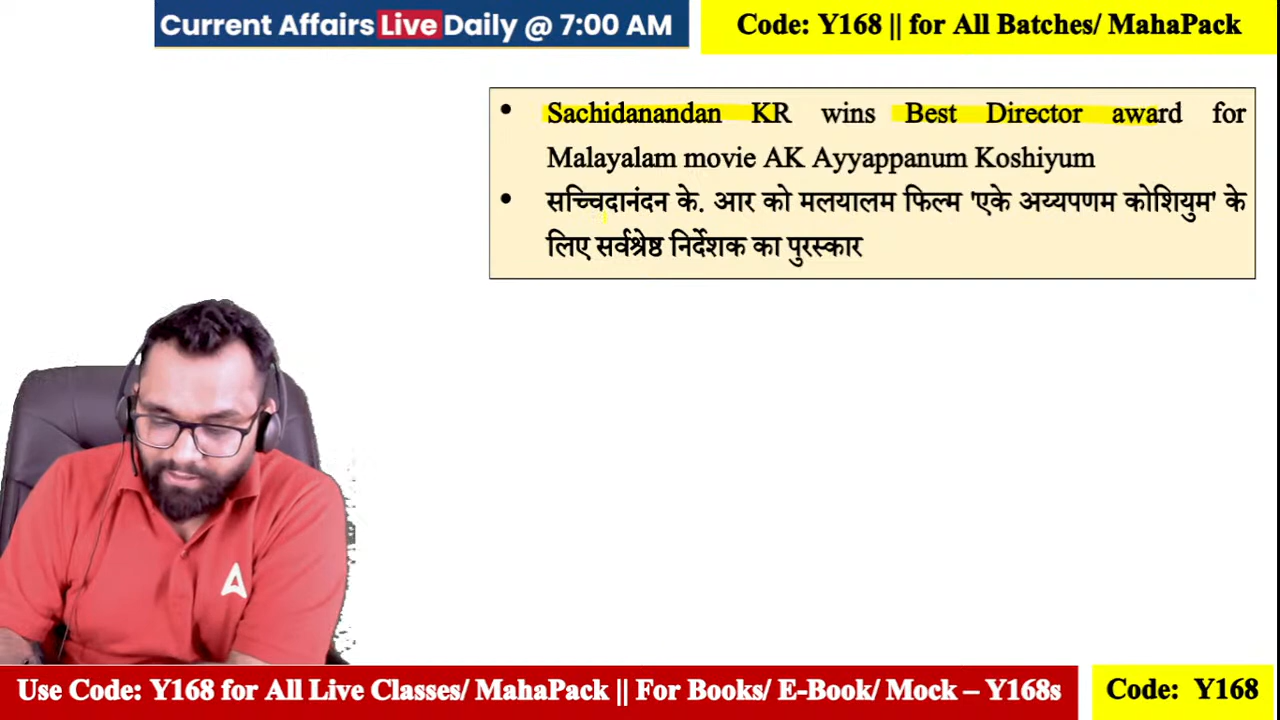 Current Affairs Live Daily @ 7:00 AM
Code: Y168 || for All Batches/ MahaPack
• Sachidanandan KR wins Best Director award for
Malayalam movie AK Ayyappanum Koshiyum
• सच्चिदानंदन के. आर को मलयालम फिल्म 'एके अय्यपणम कोशियुम' के
लिए सर्वश्रेष्ठ निर्देशक का पुरस्कार
Use Code: Y168 for All Live Classes/ MahaPack || For Books/ E-Book/ Mock – Y168s
Code: Y168